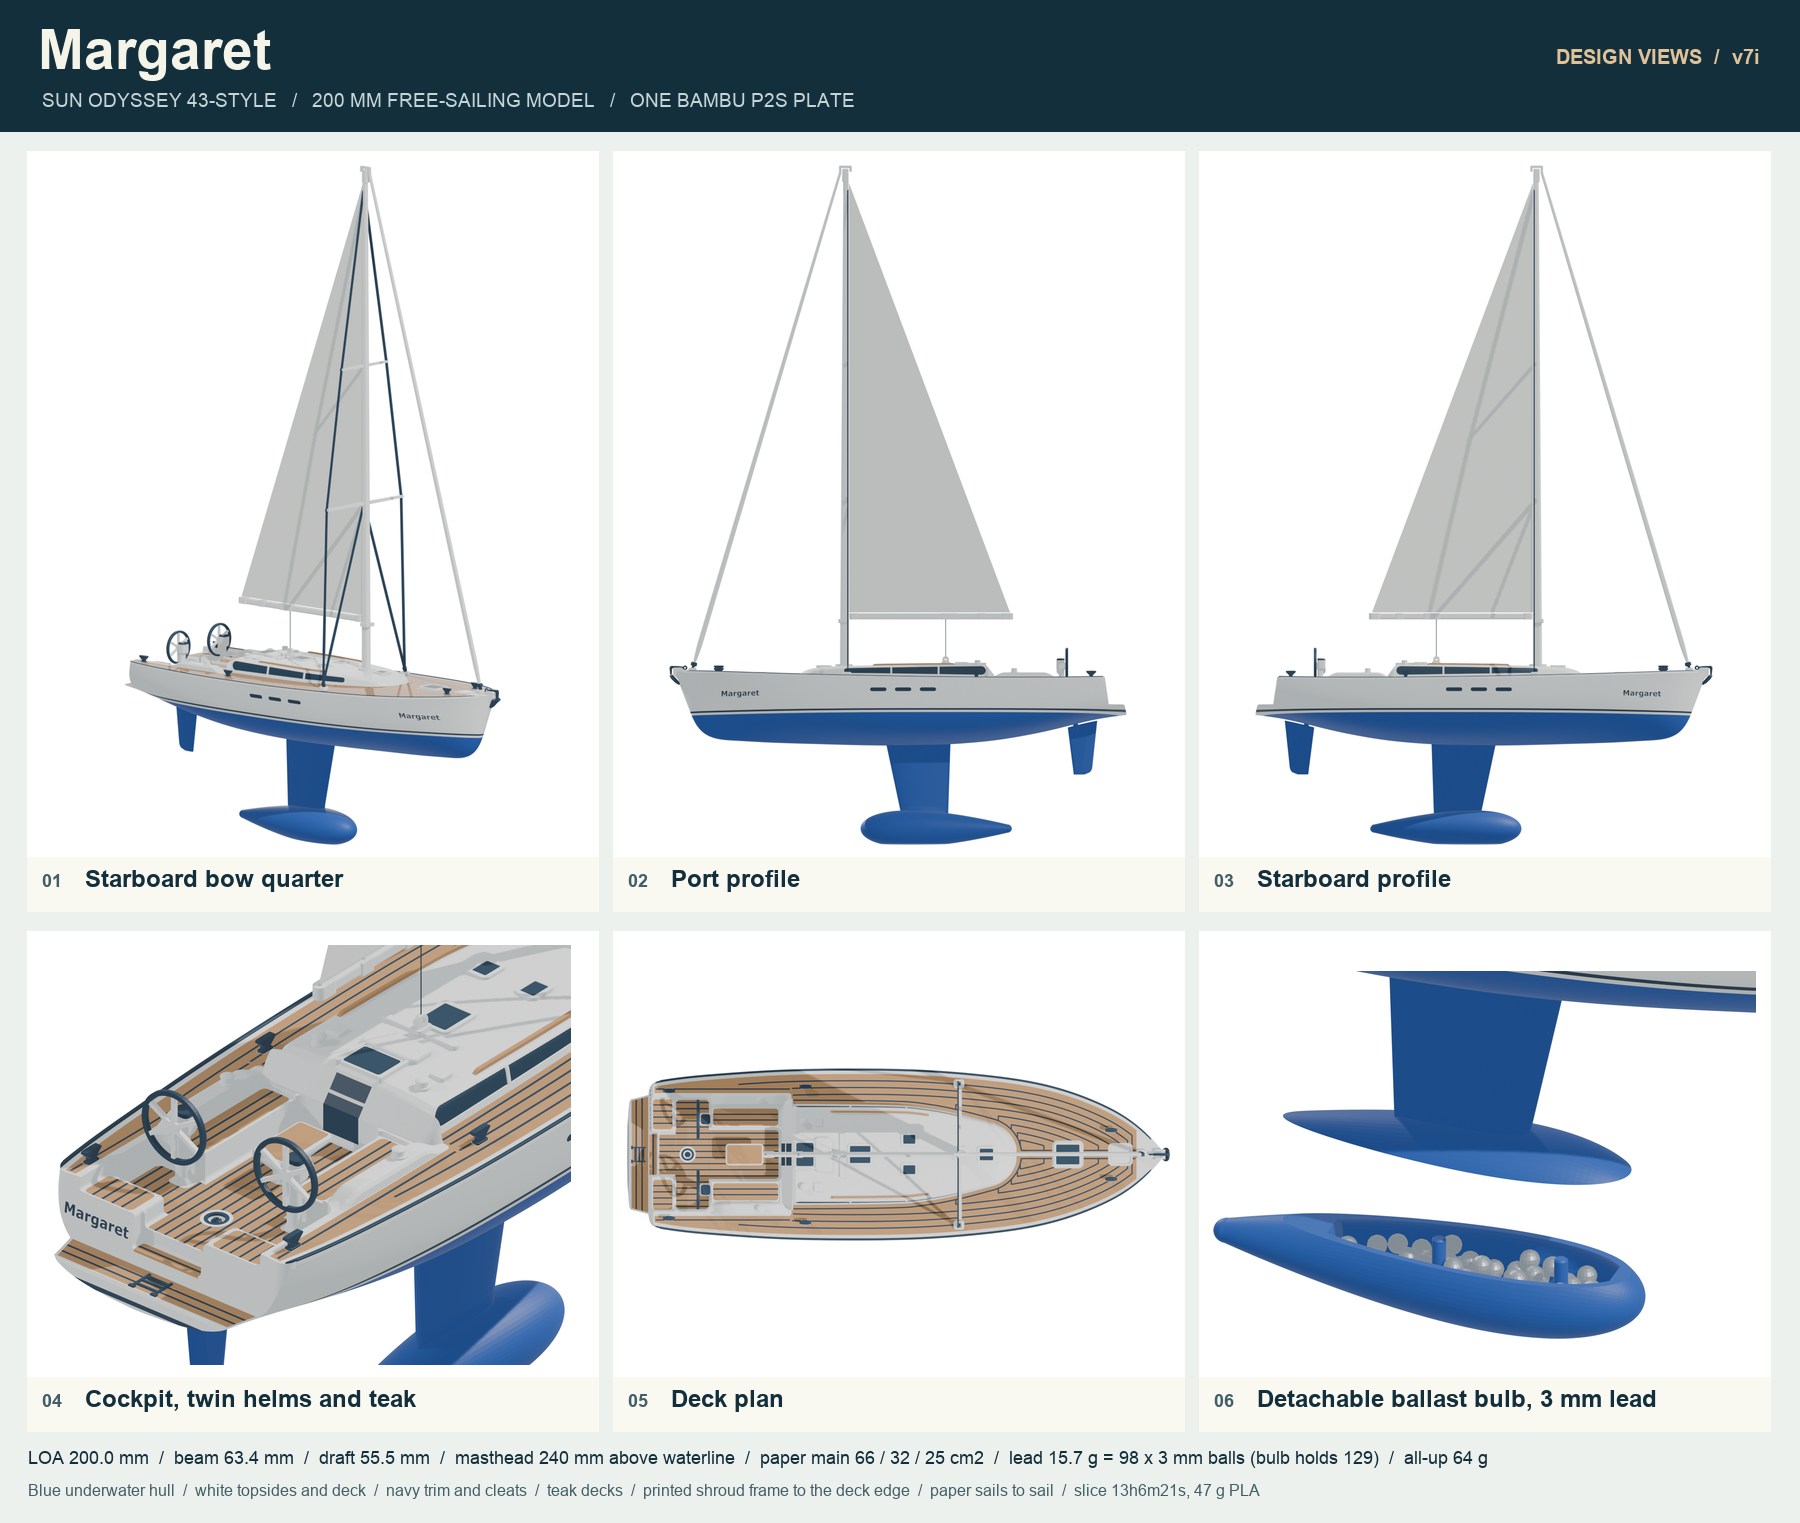 Margaret
DESIGN VIEWS / v7i
SUN ODYSSEY 43-STYLE / 200 MM FREE-SAILING MODEL / ONE BAMBU P2S PLATE
Margaret
01 Starboard bow quarter
Margaret
02 Port profile
Margaret
03 Starboard profile
Margaret
04 Cockpit, twin helms and teak
05 Deck plan
06 Detachable ballast bulb, 3 mm lead
LOA 200.0 mm / beam 63.4 mm / draft 55.5 mm / masthead 240 mm above waterline / paper main 66 / 32 / 25 cm2 / lead 15.7 g = 98 x 3 mm balls (bulb holds 129) / all-up 64 g
Blue underwater hull / white topsides and deck / navy trim and cleats / teak decks / printed shroud frame to the deck edge / paper sails to sail / slice 13h6m21s, 47 g PLA